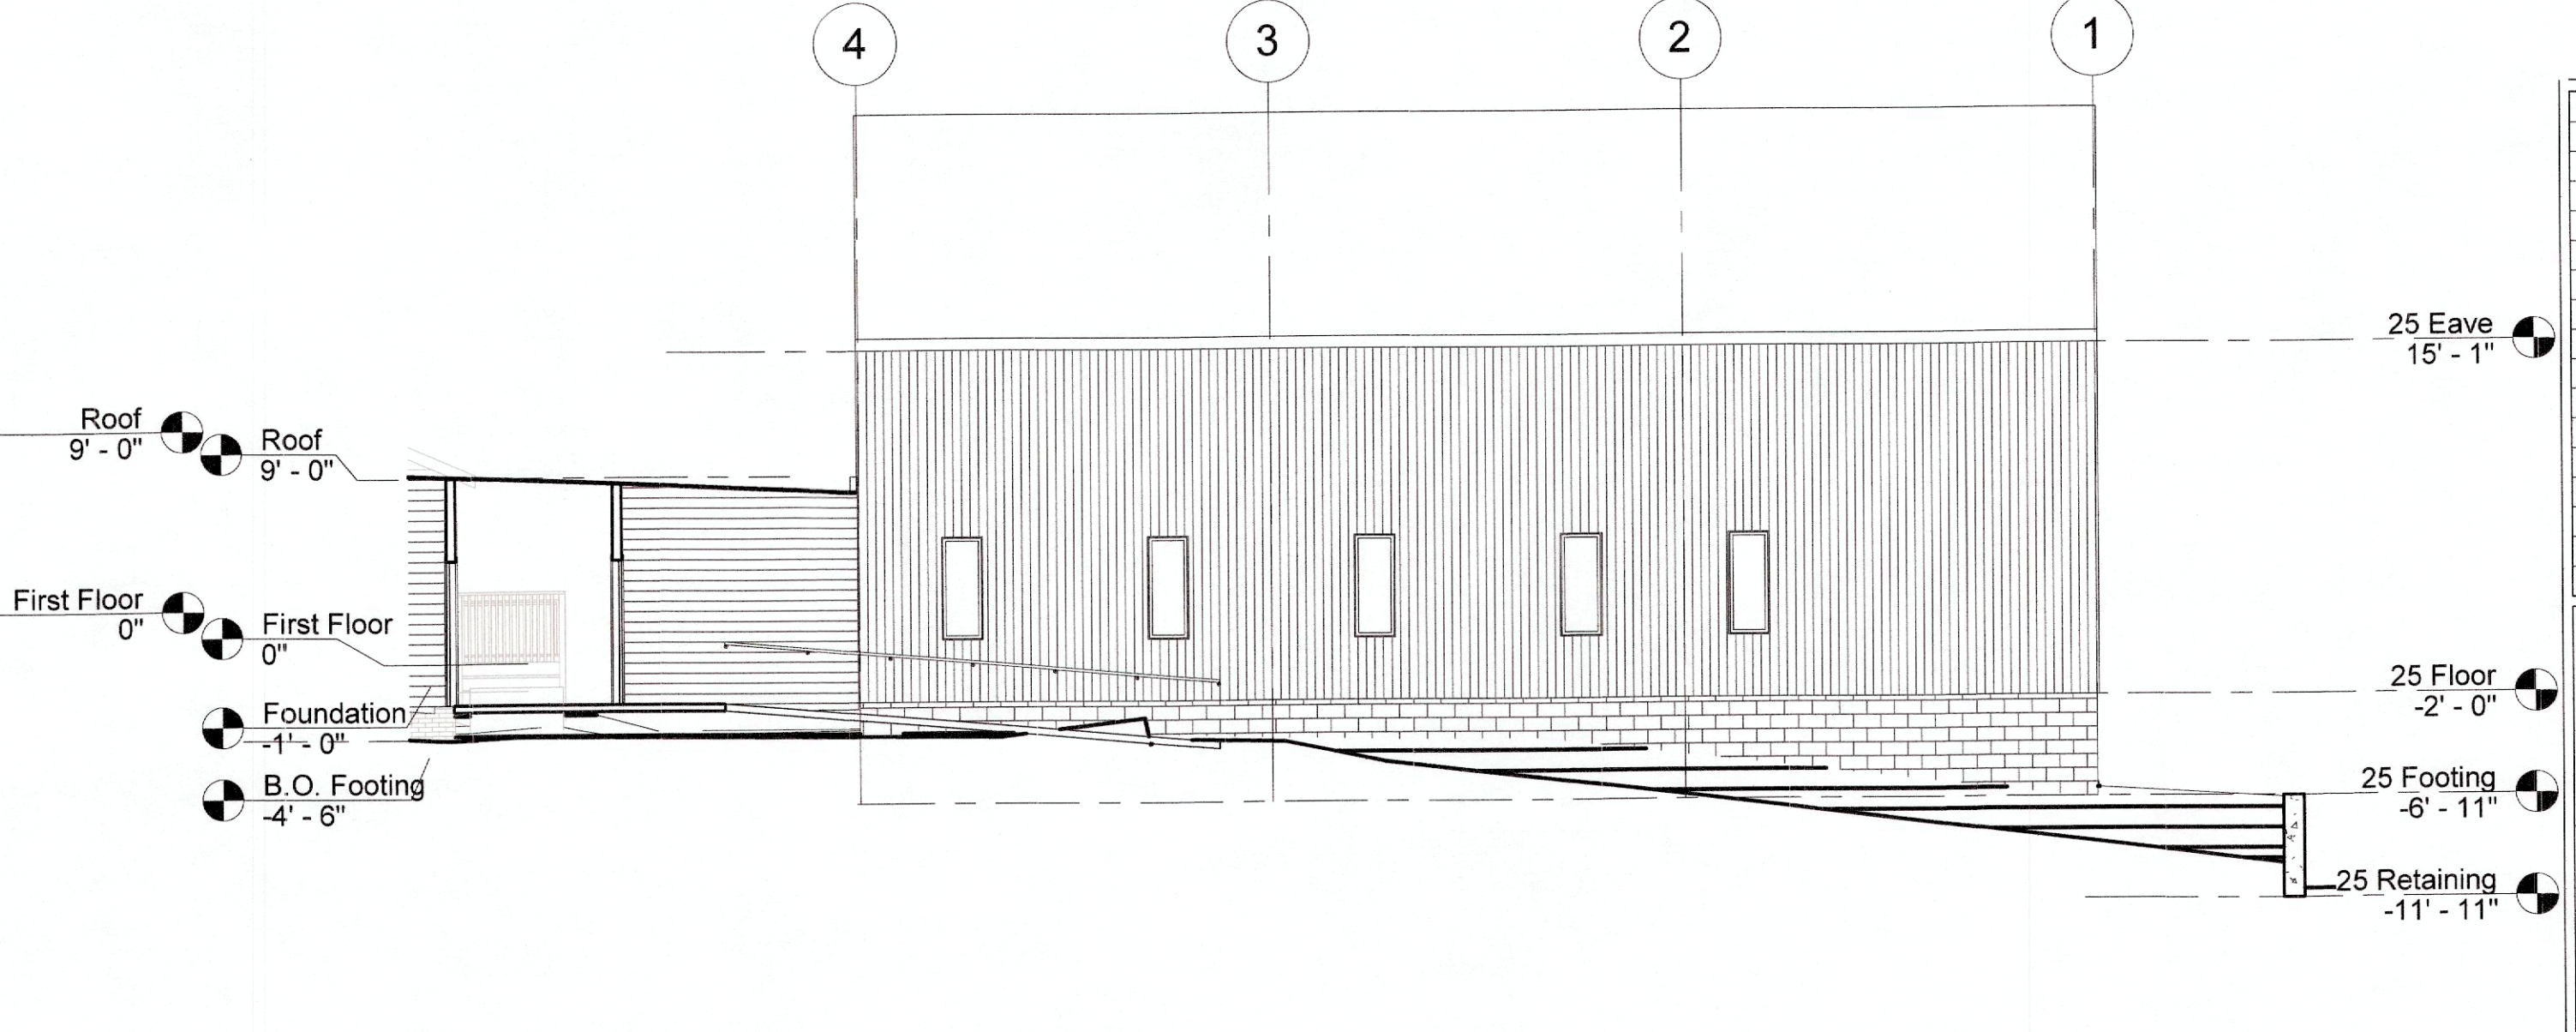 4
3
2
1
25 Eave
15' - 1"
Roof
9' - 0"
Roof
9' - 0"
First Floor
0"
First Floor
0"
25 Floor
-2' - 0"
Foundation
-1' - 0"
B.O. Footing
-4' - 6"
25 Footing
-6' - 11"
25 Retaining
-11' - 11"